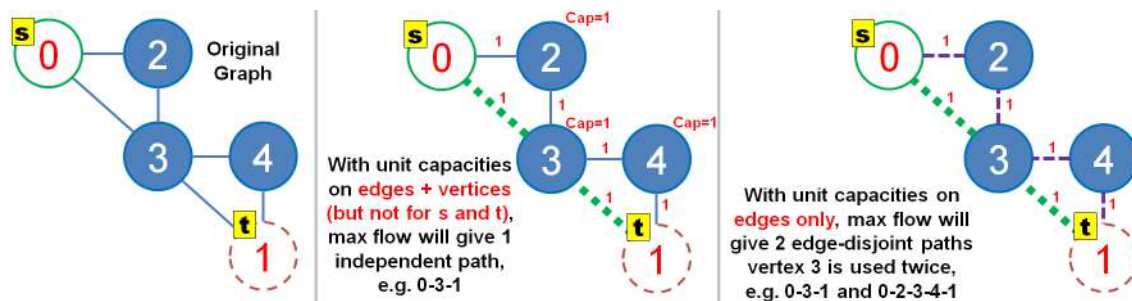 s
0
2
Original
Graph
3
4
t
1
s
0
1
2
Cap=1
1
1
Cap=1
Cap=1
3
1
4
1
1
t
1
With unit capacities
on edges + vertices
(but not for s and t),
max flow will give 1
independent path,
e.g. 0-3-1
s
0
1
2
1
1
3
1
4
1
1
t
1
With unit capacities on
edges only, max flow will
give 2 edge-disjoint paths
vertex 3 is used twice,
e.g. 0-3-1 and 0-2-3-4-1